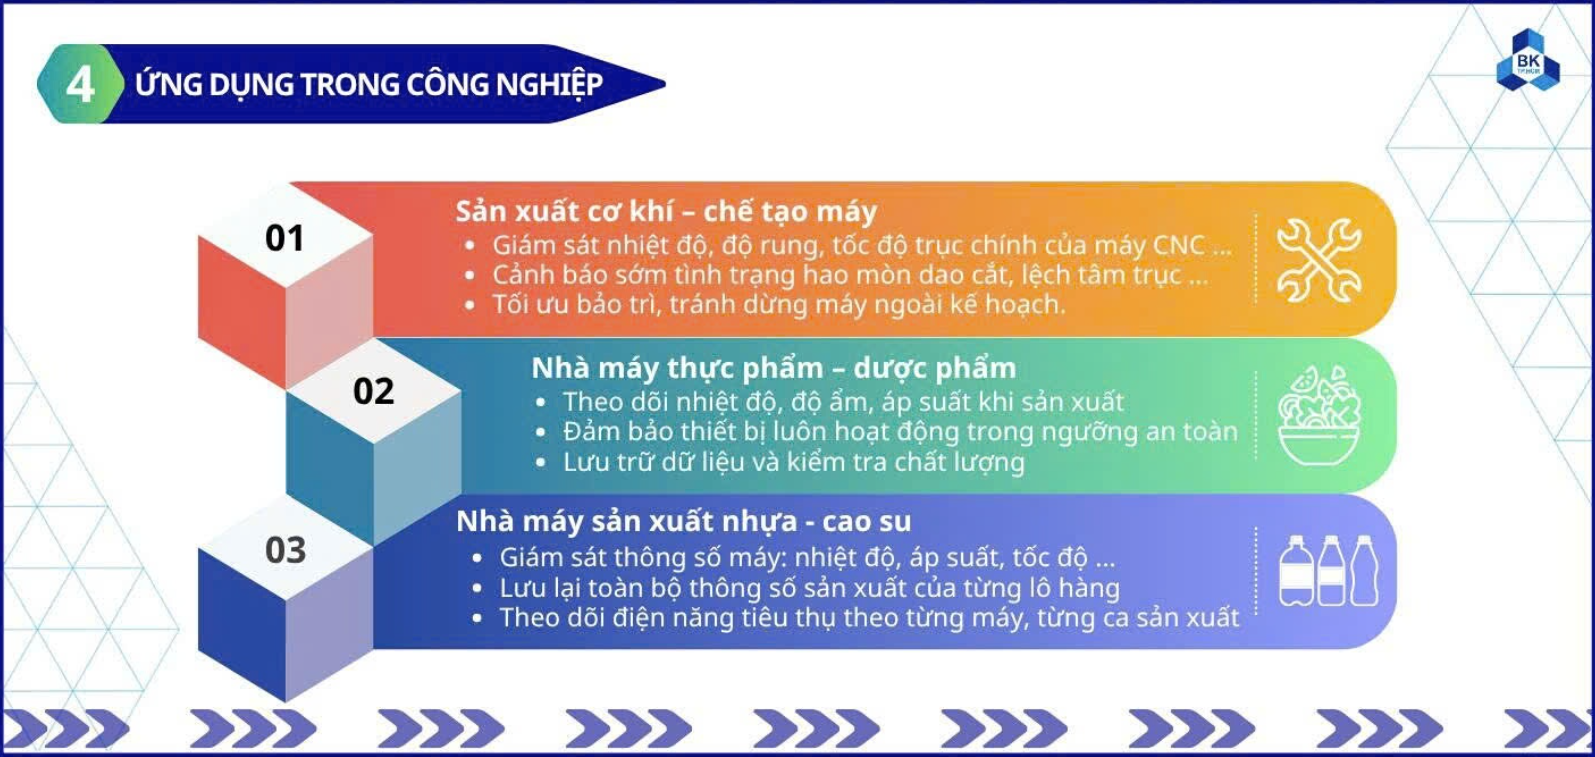 4 ỨNG DỤNG TRONG CÔNG NGHIỆP
BK
TP.HCM
01
Sản xuất cơ khí – chế tạo máy
• Giám sát nhiệt độ, độ rung, tốc độ trục chính của máy CNC ...
• Cảnh báo sớm tình trạng hao mòn dao cắt, lệch tâm trục ...
• Tối ưu bảo trì, tránh dừng máy ngoài kế hoạch.
02
Nhà máy thực phẩm – dược phẩm
• Theo dõi nhiệt độ, độ ẩm, áp suất khi sản xuất
• Đảm bảo thiết bị luôn hoạt động trong ngưỡng an toàn
• Lưu trữ dữ liệu và kiểm tra chất lượng
03
Nhà máy sản xuất nhựa - cao su
• Giám sát thông số máy: nhiệt độ, áp suất, tốc độ ...
• Lưu lại toàn bộ thông số sản xuất của từng lô hàng
• Theo dõi điện năng tiêu thụ theo từng máy, từng ca sản xuất